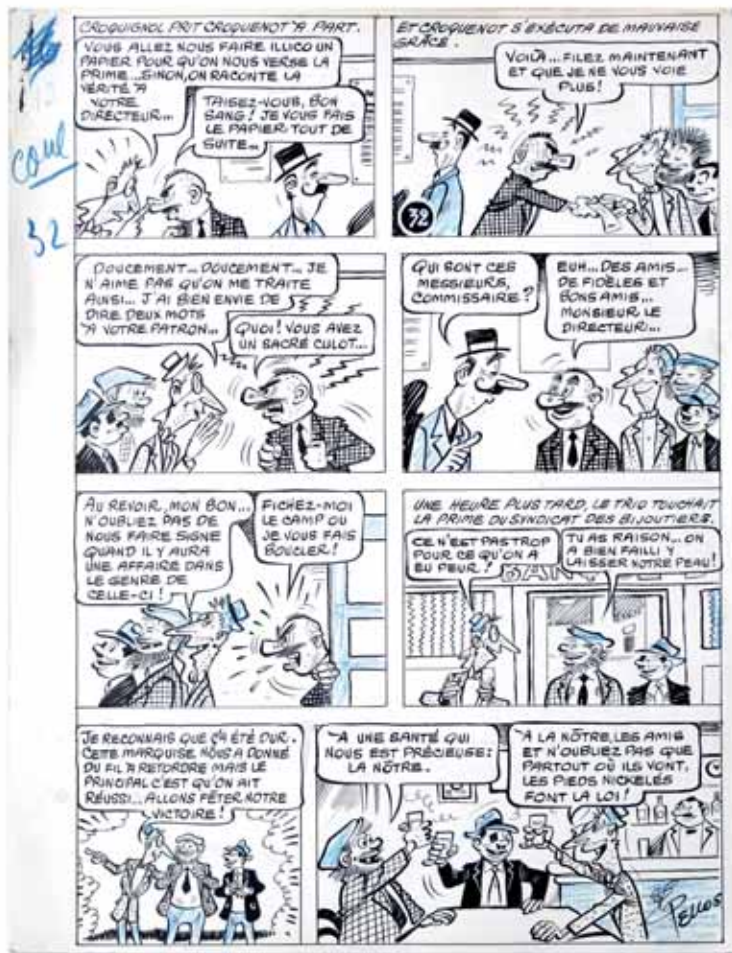 CROQUIGNOL PRIT CROQUENOT À PART.
VOUS ALLEZ NOUS FAIRE ILLICO UN
PAPIER POUR QU'ON NOUS VERSE LA
PRIME... SINON, ON RACONTE LA
VÉRITÉ À
VOTRE
DIRECTEUR...
TAISEZ-VOUS, BON
SANG! JE VOUS FAIS
LE PAPIER TOUT DE
SUITE...
ET CROQUENOT S'EXÉCUTA DE MAUVAISE
GRÂCE.
VOILÀ... FILEZ MAINTENANT
ET QUE JE NE VOUS VOIE
PLUS!
32
coul
32
DOUCEMENT... DOUCEMENT... JE
N'AIME PAS QU'ON ME TRAITE
AINSI... J'AI BIEN ENVIE DE
DIRE DEUX MOTS
À VOTRE PATRON...
QUOI! VOUS AVEZ
UN SACRÉ CULOT...
QUI SONT CES
MESSIEURS,
COMMISSAIRE?
EUH... DES AMIS...
DE FIDÈLES ET
BONS AMIS...
MONSIEUR LE
DIRECTEUR...
AU REVOIR, MON BON...
N'OUBLIEZ PAS DE
NOUS FAIRE SIGNE
QUAND IL Y AURA
UNE AFFAIRE DANS
LE GENRE DE
CELLE-CI!
FICHEZ-MOI
LE CAMP OU
JE VOUS FAIS
BOUCLER!
UNE HEURE PLUS TARD, LE TRIO TOUCHAIT
LA PRIME DU SYNDICAT DES BIJOUTIERS.
CE N'EST PAS TROP
POUR CE QU'ON A
EU PEUR!
TU AS RAISON... ON
A BIEN FAILLI Y
LAISSER NOTRE PEAU!
JE RECONNAIS QUE ÇA ÉTÉ DUR.
CETTE MARQUISE NOUS A DONNÉ
DU FIL À RETORDRE MAIS LE
PRINCIPAL C'EST QU'ON AIT
RÉUSSI... ALLONS FÊTER NOTRE
VICTOIRE!
À UNE SANTÉ QUI
NOUS EST PRÉCIEUSE:
LA NÔTRE.
À LA NÔTRE, LES AMIS
ET N'OUBLIEZ PAS QUE
PARTOUT OÙ ILS VONT,
LES PIEDS NICKELÉS
FONT LA LOI!
PELLOS